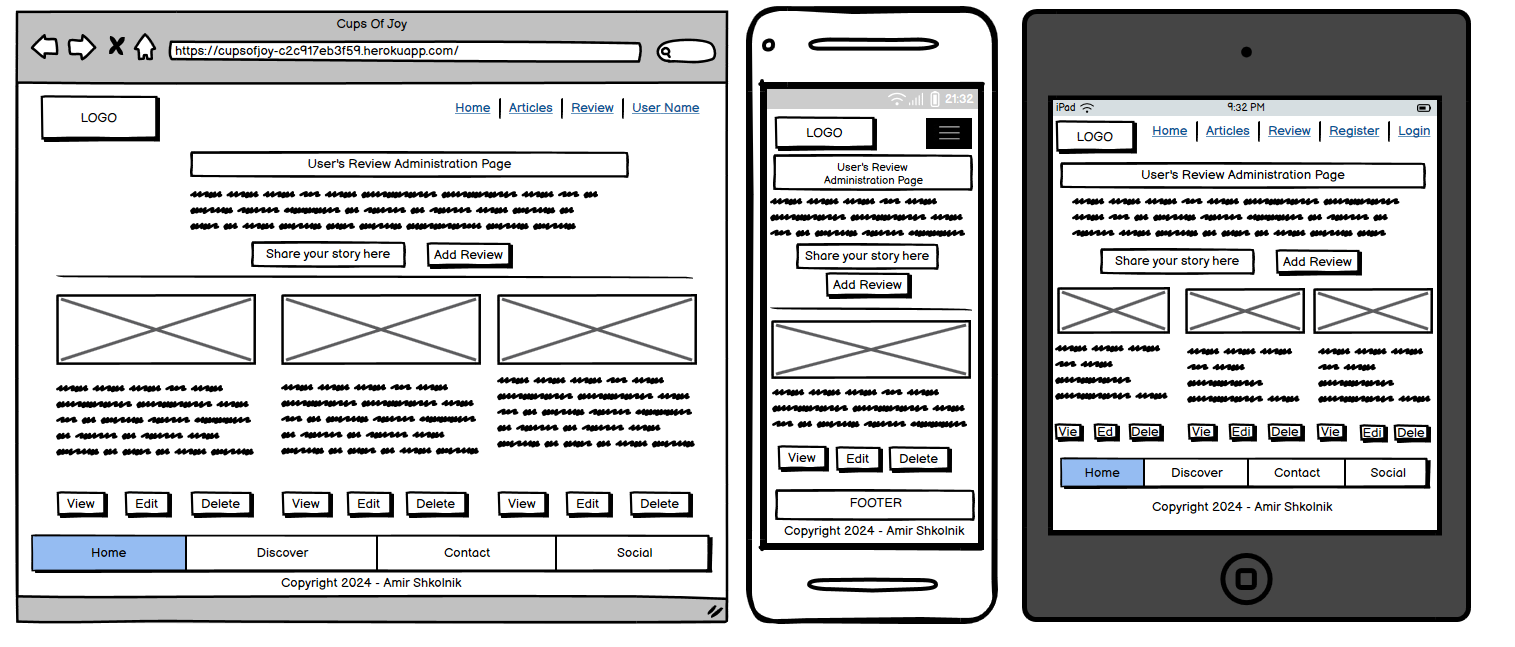 Cups Of Joy
https://cupsofjoy-c2c917eb3f59.herokuapp.com/
LOGO
Home Articles Review User Name
User's Review Administration Page
Share your story here Add Review
View Edit Delete View Edit Delete View Edit Delete
Home Discover Contact Social
Copyright 2024 - Amir Shkolnik
21:32
LOGO
User's Review
Administration Page
Share your story here
Add Review
View Edit Delete
FOOTER
Copyright 2024 - Amir Shkolnik
iPad 9:32 PM
LOGO
Home Articles Review Register Login
User's Review Administration Page
Share your story here Add Review
Vie Ed Dele Vie Edi Dele Vie Edi Dele
Home Discover Contact Social
Copyright 2024 - Amir Shkolnik